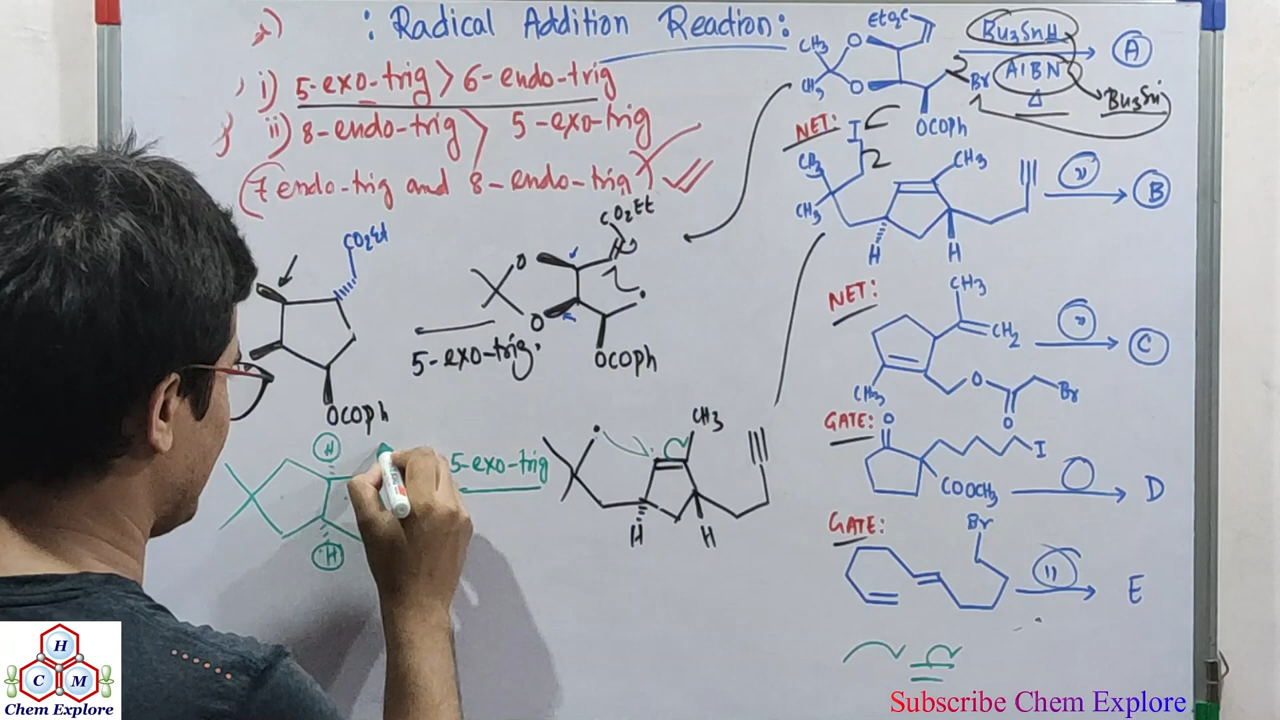 : Radical Addition Reaction:
i) 5-exo-trig > 6-endo-trig
ii) 8-endo-trig > 5-exo-trig
(7 endo-trig and 8-endo-trig)
EtO2C
CH3
O
CH3
O
Br
OCOPh
Bu3SnH
AIBN
Δ
Bu3Sn
A
NET:
I
CH3
CH3
CH3
H
H
B
NET:
CH3
CH2
CH3
O
O
Br
C
GATE:
O
I
COOCH3
D
GATE:
Br
E
CO2Et
OCOPh
CO2Et
O
O
OCOPh
5-exo-trig.
H
H
5-exo-trig
CH3
H
H
H
C
M
Chem Explore
Subscribe Chem Explore